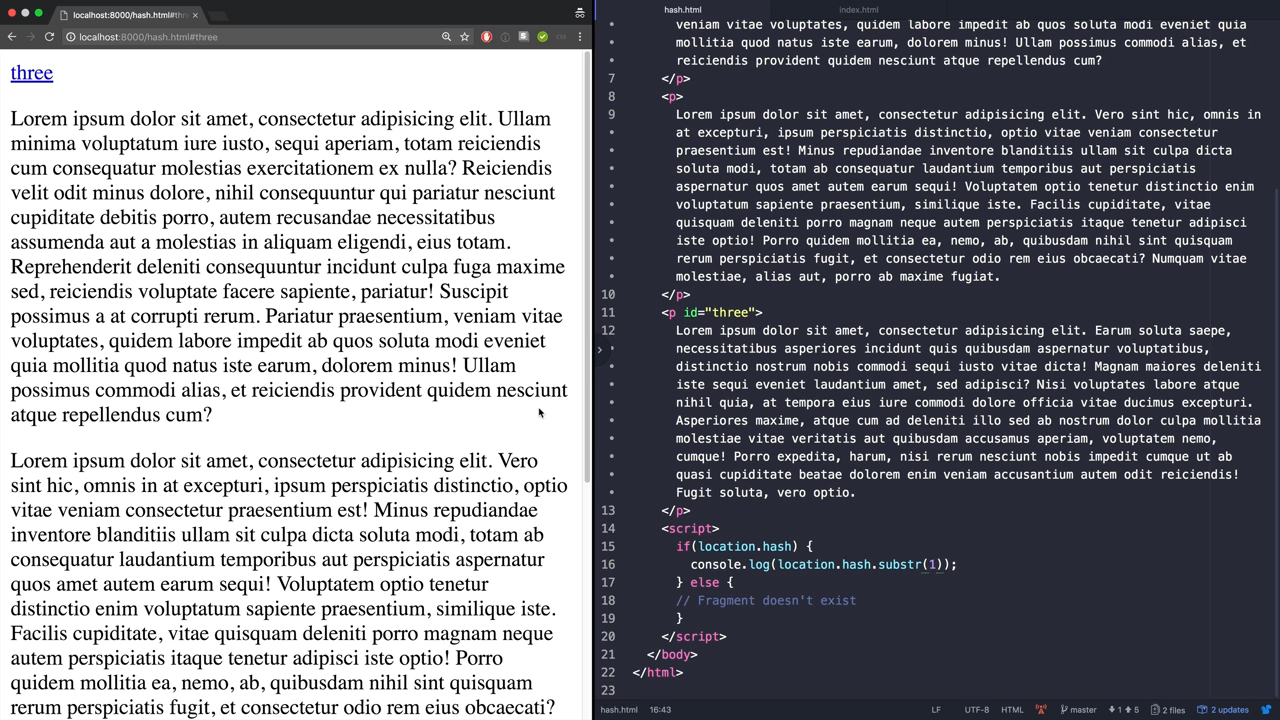 localhost:8000/hash.html#thre
localhost:8000/hash.html#three
three
Lorem ipsum dolor sit amet, consectetur adipisicing elit. Ullam
minima voluptatum iure iusto, sequi aperiam, totam reiciendis
cum consequatur molestias exercitationem ex nulla? Reiciendis
velit odit minus dolore, nihil consequuntur qui pariatur nesciunt
cupiditate debitis porro, autem recusandae necessitatibus
assumenda aut a molestias in aliquam eligendi, eius totam.
Reprehenderit deleniti consequuntur incidunt culpa fuga maxime
sed, reiciendis voluptate facere sapiente, pariatur! Suscipit
possimus a at corrupti rerum. Pariatur praesentium, veniam vitae
voluptates, quidem labore impedit ab quos soluta modi eveniet
quia mollitia quod natus iste earum, dolorem minus! Ullam
possimus commodi alias, et reiciendis provident quidem nesciunt
atque repellendus cum?
Lorem ipsum dolor sit amet, consectetur adipisicing elit. Vero
sint hic, omnis in at excepturi, ipsum perspiciatis distinctio, optio
vitae veniam consectetur praesentium est! Minus repudiandae
inventore blanditiis ullam sit culpa dicta soluta modi, totam ab
consequatur laudantium temporibus aut perspiciatis aspernatur
quos amet autem earum sequi! Voluptatem optio tenetur
distinctio enim voluptatum sapiente praesentium, similique iste.
Facilis cupiditate, vitae quisquam deleniti porro magnam neque
autem perspiciatis itaque tenetur adipisci iste optio! Porro
quidem mollitia ea, nemo, ab, quibusdam nihil sint quisquam
rerum perspiciatis fugit, et consectetur odio rem eius obcaecati?
hash.html
index.html
veniam vitae voluptates, quidem labore impedit ab quos soluta modi eveniet quia
mollitia quod natus iste earum, dolorem minus! Ullam possimus commodi alias, et
reiciendis provident quidem nesciunt atque repellendus cum?
7 </p>
8 <p>
9 Lorem ipsum dolor sit amet, consectetur adipisicing elit. Vero sint hic, omnis in
at excepturi, ipsum perspiciatis distinctio, optio vitae veniam consectetur
praesentium est! Minus repudiandae inventore blanditiis ullam sit culpa dicta
soluta modi, totam ab consequatur laudantium temporibus aut perspiciatis
aspernatur quos amet autem earum sequi! Voluptatem optio tenetur distinctio enim
voluptatum sapiente praesentium, similique iste. Facilis cupiditate, vitae
quisquam deleniti porro magnam neque autem perspiciatis itaque tenetur adipisci
iste optio! Porro quidem mollitia ea, nemo, ab, quibusdam nihil sint quisquam
rerum perspiciatis fugit, et consectetur odio rem eius obcaecati? Numquam vitae
molestiae, alias aut, porro ab maxime fugiat.
10 </p>
11 <p id="three">
12 Lorem ipsum dolor sit amet, consectetur adipisicing elit. Earum soluta saepe,
necessitatibus asperiores incidunt quis quibusdam aspernatur voluptatibus,
distinctio nostrum nobis commodi sequi iusto vitae dicta! Magnam maiores deleniti
iste sequi eveniet laudantium amet, sed adipisci? Nisi voluptates labore atque
nihil quia, at tempora eius iure commodi dolore officia vitae ducimus excepturi.
Asperiores maxime, atque cum ad deleniti illo sed ab nostrum dolor culpa mollitia
molestiae vitae veritatis aut quibusdam accusamus aperiam, voluptatem nemo,
cumque! Porro expedita, harum, nisi rerum nesciunt nobis impedit cumque ut ab
quasi cupiditate beatae dolorem enim veniam accusantium autem odit reiciendis!
Fugit soluta, vero optio.
13 </p>
14 <script>
15 if(location.hash) {
16 console.log(location.hash.substr(1));
17 } else {
18 // Fragment doesn't exist
19 }
20 </script>
21 </body>
22 </html>
23
hash.html 16:43 LF UTF-8 HTML master 1 5 2 files 2 updates